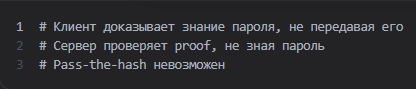 1 # Клиент доказывает знание пароля, не передавая его
2 # Сервер проверяет proof, не зная пароль
3 # Pass-the-hash невозможен